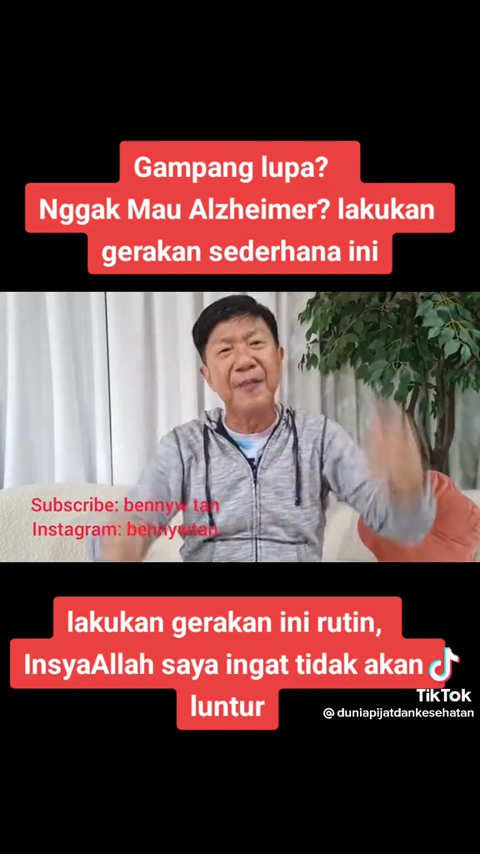 Gampang lupa?
Nggak Mau Alzheimer? lakukan
gerakan sederhana ini
Subscribe: bennyw tan
Instagram: bennywtan
lakukan gerakan ini rutin,
InsyaAllah saya ingat tidak akan
luntur
TikTok
@ duniapijatdankesehatan